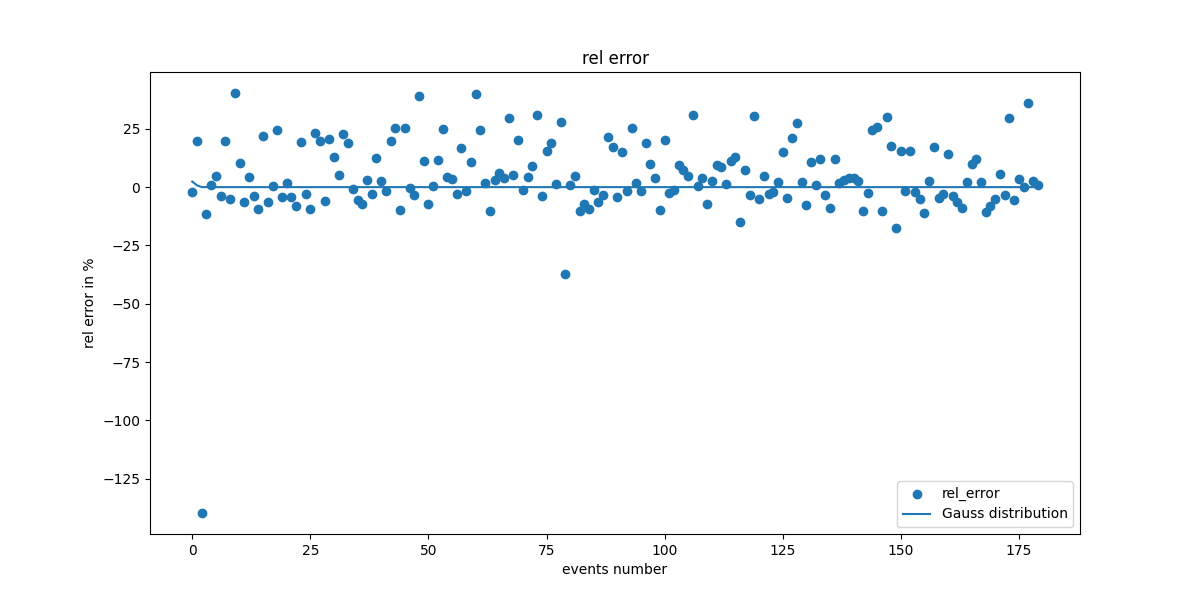 rel error
25
0
−25
−50
−75
−100
−125
rel error in %
rel_error
Gauss distribution
0 25 50 75 100 125 150 175
events number